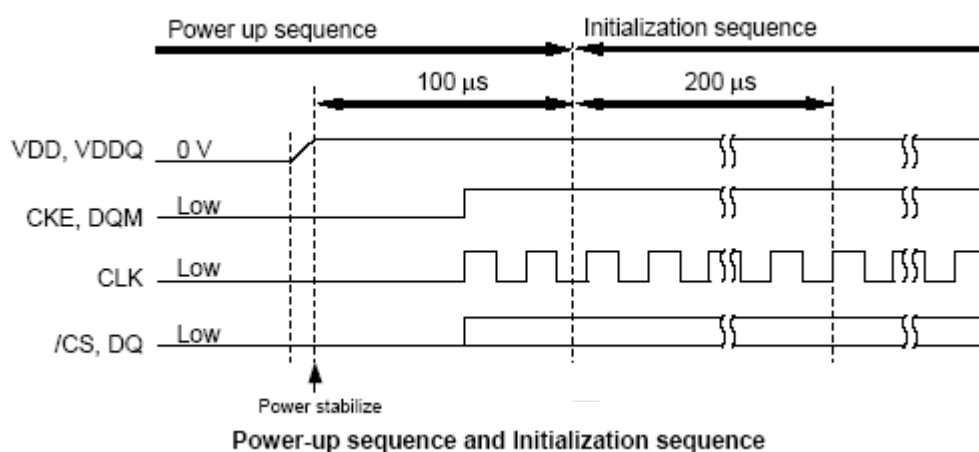 Power up sequence
Initialization sequence
100 μs
200 μs
VDD, VDDQ
0 V
CKE, DQM
Low
CLK
Low
/CS, DQ
Low
Power stabilize
Power-up sequence and Initialization sequence